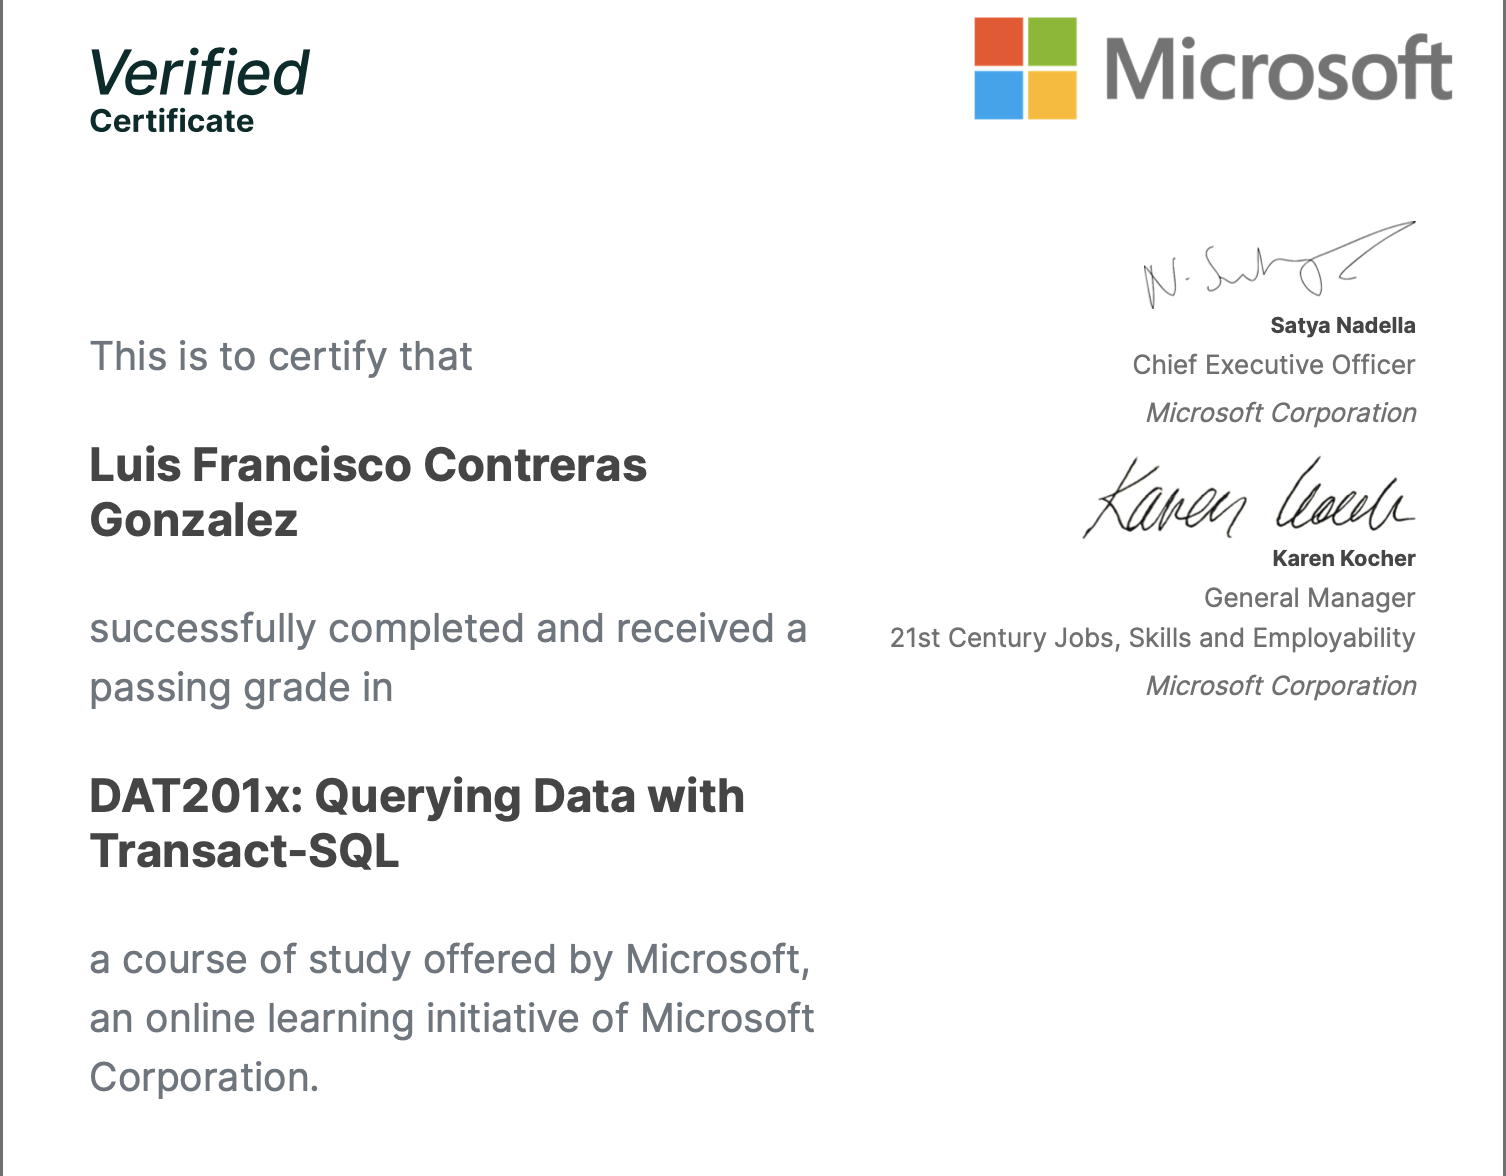 Verified
Certificate
Microsoft
This is to certify that
Luis Francisco Contreras
Gonzalez
successfully completed and received a
passing grade in
DAT201x: Querying Data with
Transact-SQL
a course of study offered by Microsoft,
an online learning initiative of Microsoft
Corporation.
N. Satya
Satya Nadella
Chief Executive Officer
Microsoft Corporation
Karen Kocher
Karen Kocher
General Manager
21st Century Jobs, Skills and Employability
Microsoft Corporation